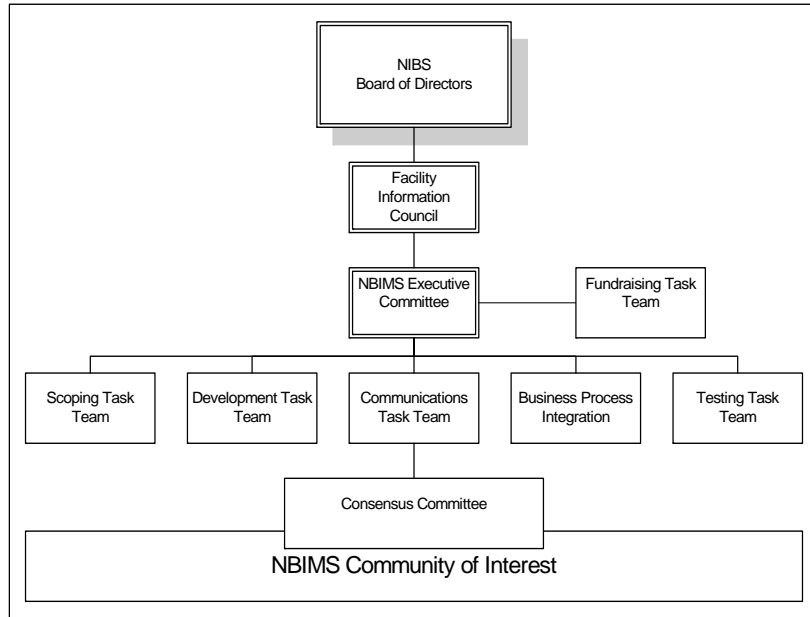 NIBS
Board of Directors
Facility
Information
Council
NBIMS Executive
Committee
Fundraising Task
Team
Scoping Task
Team
Development Task
Team
Communications
Task Team
Business Process
Integration
Testing Task
Team
Consensus Committee
NBIMS Community of Interest